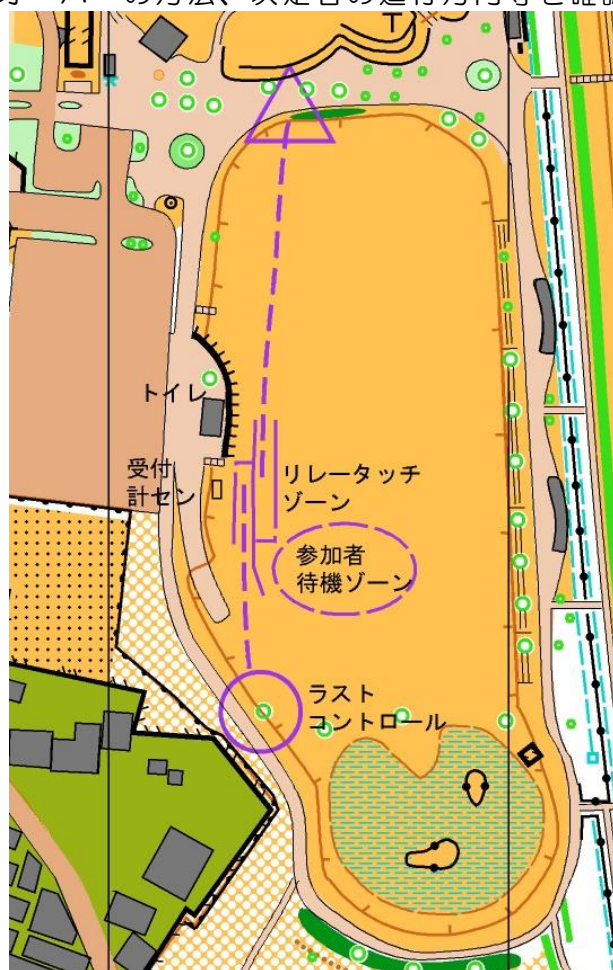 トイレ
受付
計セン
リレータッチ
ゾーン
参加者
待機ゾーン
ラスト
コントロール